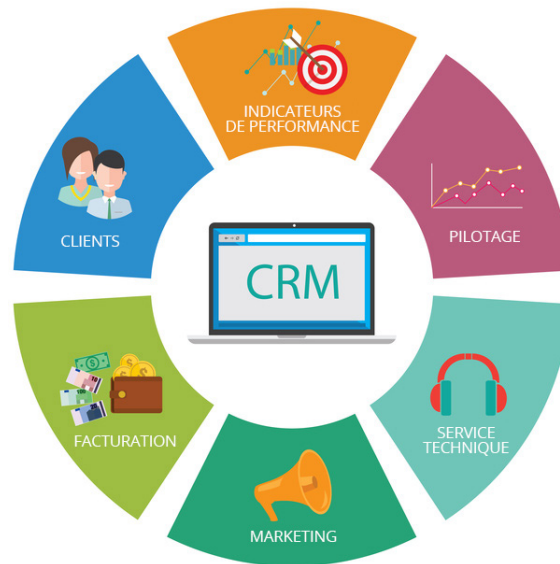 INDICATEURS
DE PERFORMANCE
PILOTAGE
SERVICE
TECHNIQUE
MARKETING
FACTURATION
CLIENTS
CRM